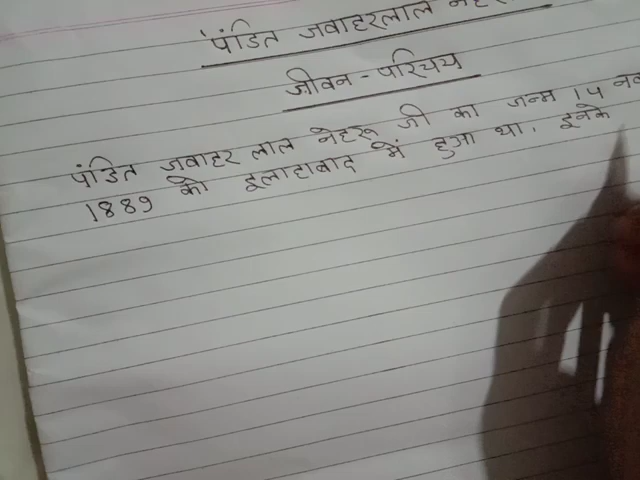 पंडित जवाहरलाल
जीवन - परिचय
पंडित जवाहर लाल नेहरू जी का जन्म 14
1889 को इलाहाबाद में हुआ था. इनके